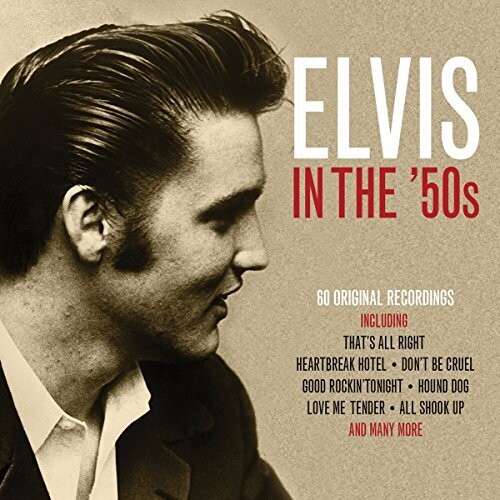 ELVIS
IN THE '50s
60 ORIGINAL RECORDINGS
INCLUDING
THAT'S ALL RIGHT
HEARTBREAK HOTEL • DON'T BE CRUEL
GOOD ROCKIN'TONIGHT • HOUND DOG
LOVE ME TENDER • ALL SHOOK UP
AND MANY MORE